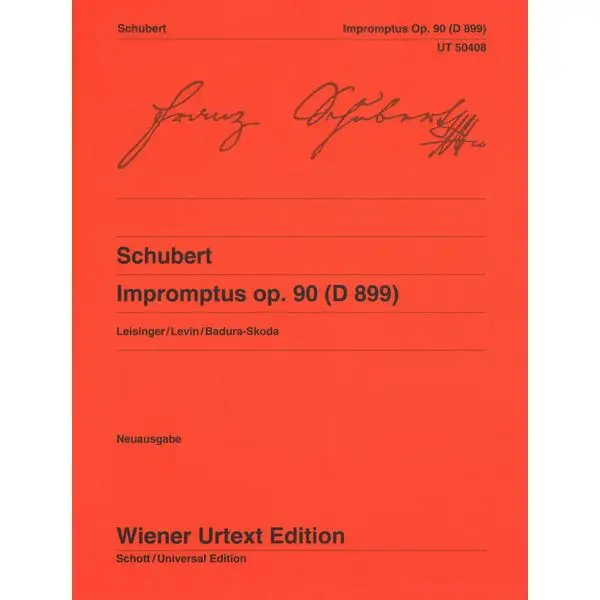 Schubert Impromptus Op. 90 (D 899)
UT 50408
Franz Schubert
Schubert
Impromptus op. 90 (D 899)
Leisinger/Levin/Badura-Skoda
Neuausgabe
Wiener Urtext Edition
Schott/Universal Edition